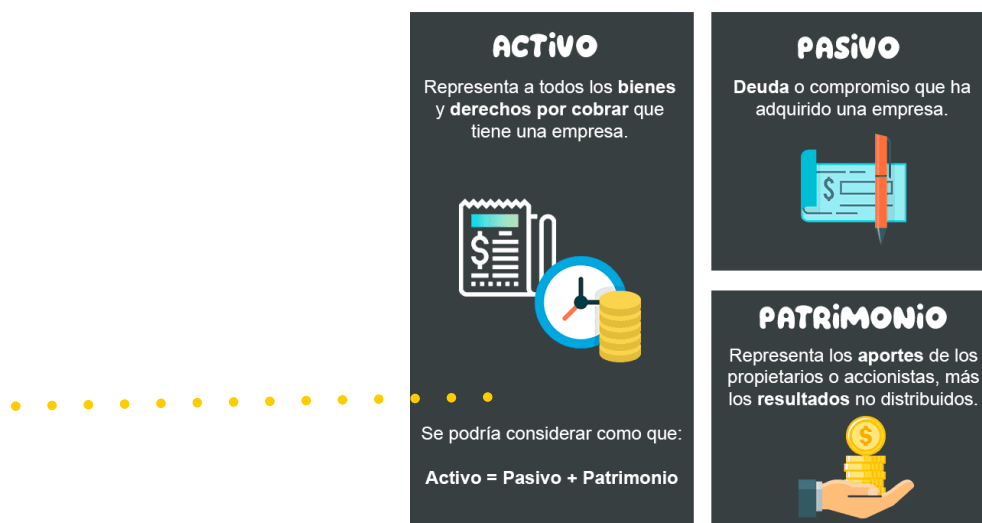 ACTIVO
Representa a todos los bienes
y derechos por cobrar que
tiene una empresa.
$
Se podría considerar como que:
Activo = Pasivo + Patrimonio
PASIVO
Deuda o compromiso que ha
adquirido una empresa.
$
PATRIMONIO
Representa los aportes de los
propietarios o accionistas, más
los resultados no distribuidos.
$